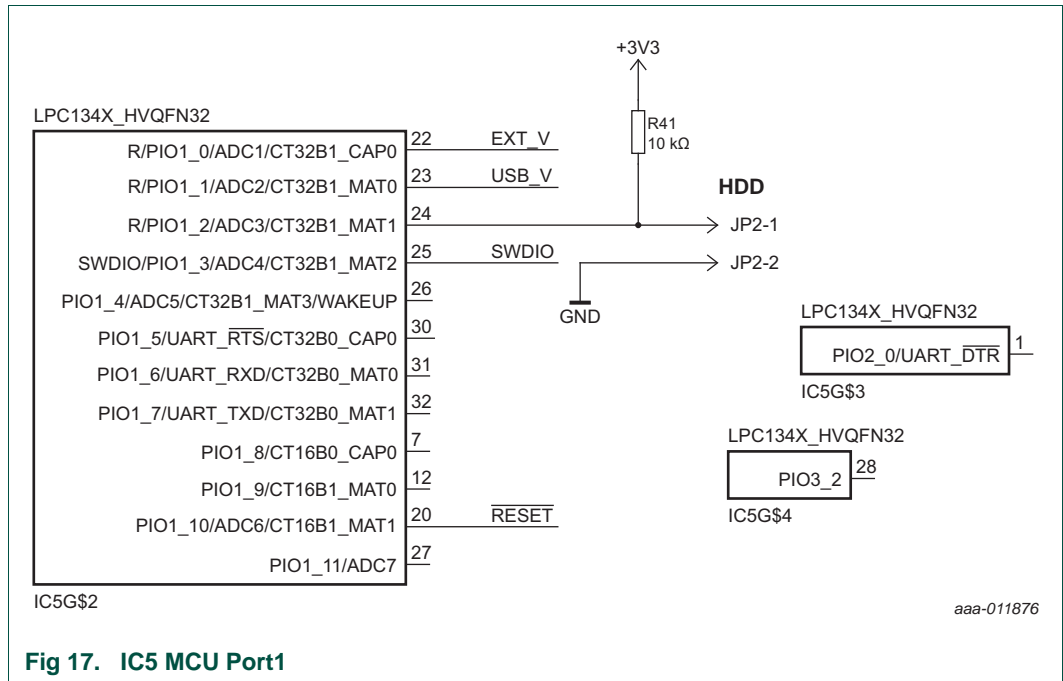 +3V3
LPC134X_HVQFN32
R41
10 kΩ
R/PIO1_0/ADC1/CT32B1_CAP0 22 EXT_V
R/PIO1_1/ADC2/CT32B1_MAT0 23 USB_V
HDD
R/PIO1_2/ADC3/CT32B1_MAT1 24 JP2-1
SWDIO/PIO1_3/ADC4/CT32B1_MAT2 25 SWDIO JP2-2
PIO1_4/ADC5/CT32B1_MAT3/WAKEUP 26
GND
PIO1_5/UART_RTS/CT32B0_CAP0 30
PIO1_6/UART_RXD/CT32B0_MAT0 31
PIO1_7/UART_TXD/CT32B0_MAT1 32
PIO1_8/CT16B0_CAP0 7
PIO1_9/CT16B1_MAT0 12
PIO1_10/ADC6/CT16B1_MAT1 20 RESET
PIO1_11/ADC7 27
IC5G$2
LPC134X_HVQFN32
PIO2_0/UART_DTR 1
IC5G$3
LPC134X_HVQFN32
PIO3_2 28
IC5G$4
aaa-011876
Fig 17. IC5 MCU Port1